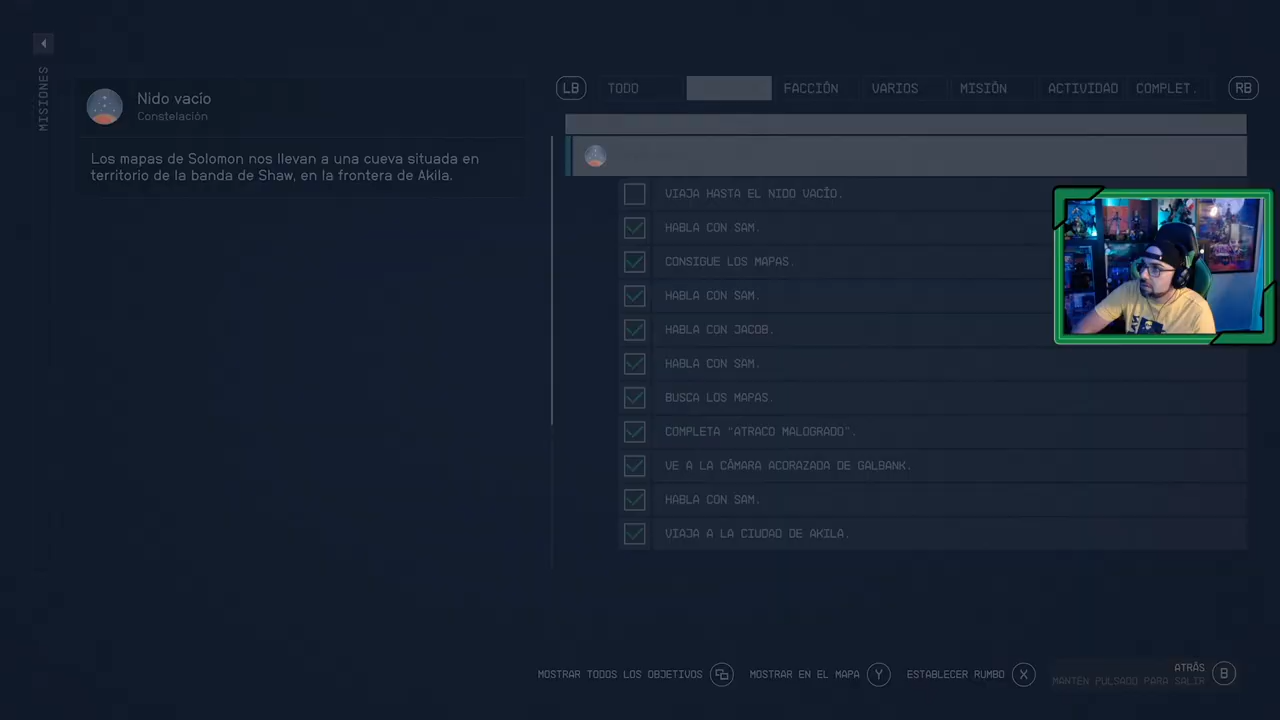 MISIONES
Nido vacío
Constelación
Los mapas de Solomon nos llevan a una cueva situada en
territorio de la banda de Shaw, en la frontera de Akila.
LB TODO FACCIÓN VARIOS MISIÓN ACTIVIDAD COMPLET. RB
VIAJA HASTA EL NIDO VACÍO.
HABLA CON SAM.
CONSIGUE LOS MAPAS.
HABLA CON SAM.
HABLA CON JACOB.
HABLA CON SAM.
BUSCA LOS MAPAS.
COMPLETA "ATRACO MALOGRADO".
VE A LA CÁMARA ACORAZADA DE GALBANK.
HABLA CON SAM.
VIAJA A LA CIUDAD DE AKILA.
MOSTRAR TODOS LOS OBJETIVOS MOSTRAR EN EL MAPA Y ESTABLECER RUMBO X ATRÁS B
MANTÉN PULSADO PARA SALIR